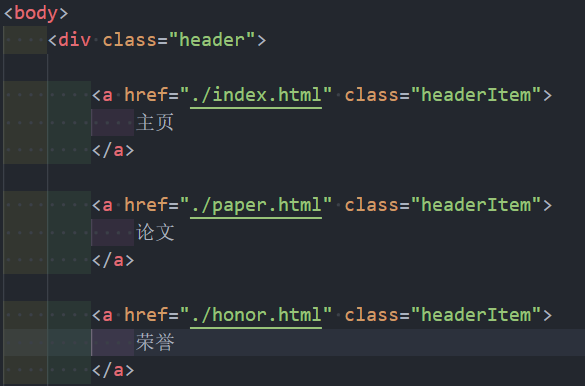 <body>
<div class="header">
<a href="./index.html" class="headerItem">
主页
</a>
<a href="./paper.html" class="headerItem">
论文
</a>
<a href="./honor.html" class="headerItem">
荣誉
</a>